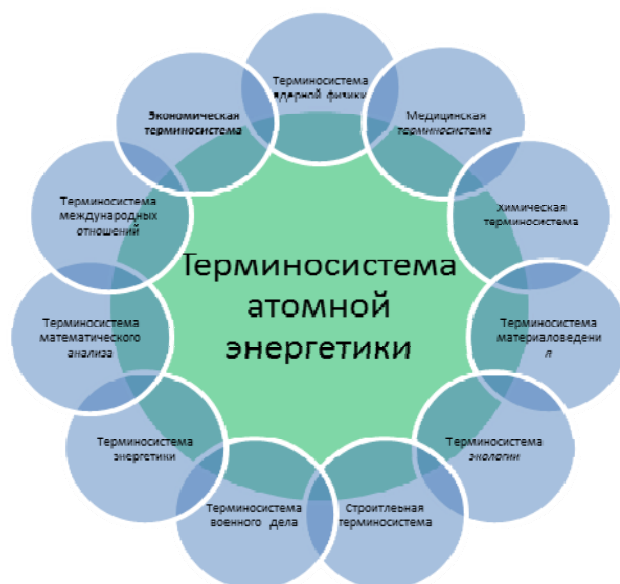 Терминосистема
ядерной физики
Медицинская
терминосистема
Химическая
терминосистема
Терминосистема
материаловедени
я
Терминосистема
экологии
Строитлеьная
терминосистема
Терминосистема
военного дела
Терминосистема
энергетики
Терминосистема
математического
анализа
Терминосистема
международных
отношений
Экономическая
терминосистема
Терминосистема
атомной
энергетики